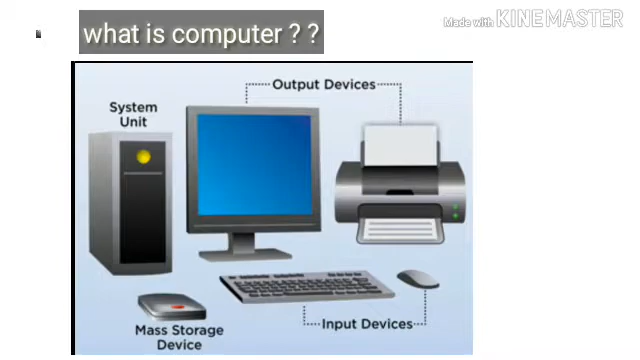 what is computer ? ?
Made with KINEMASTER
Output Devices
System
Unit
Input Devices
Mass Storage
Device